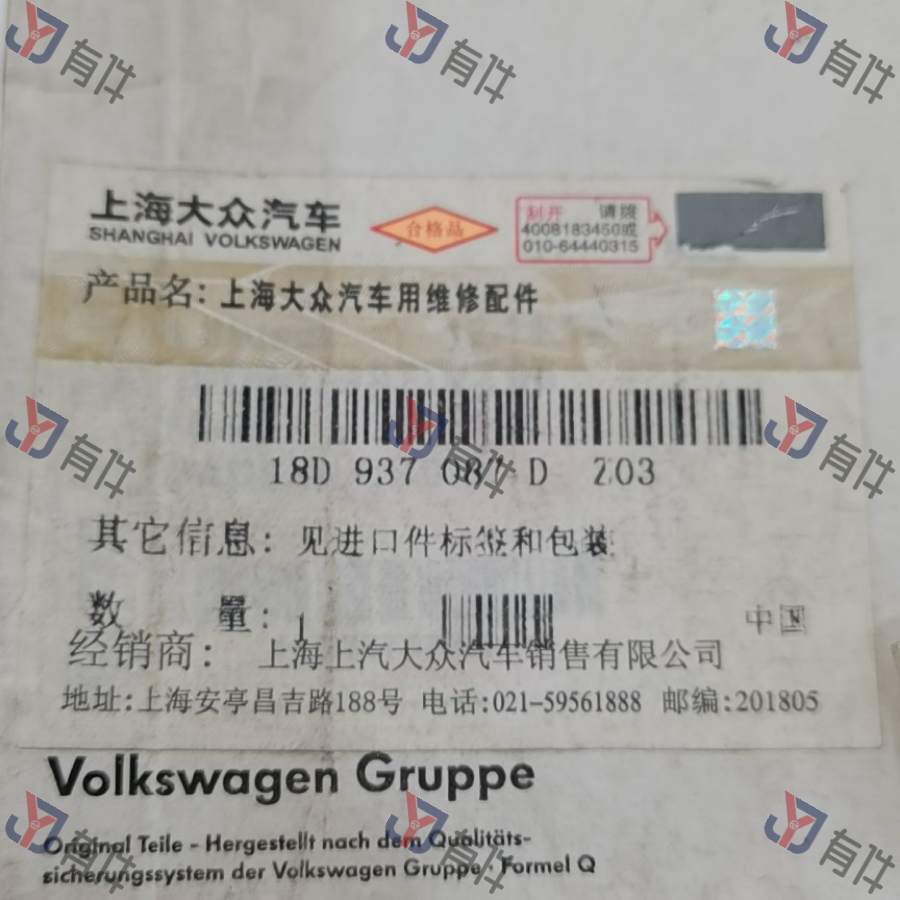 上海大众汽车
SHANGHAI VOLKSWAGEN
合格品
刮开 请拨
4008183450或
010-64440315
产品名: 上海大众汽车用维修配件
18D 937 087 D Z03
其它信息: 见进口件标签和包装
数 量: 1
中国
经销商: 上海上汽大众汽车销售有限公司
地址:上海安亭昌吉路188号 电话:021-59561888 邮编:201805
Volkswagen Gruppe
Original Teile - Hergestellt nach dem Qualitäts-
sicherungssystem der Volkswagen Gruppe · Formel Q
有件
有件
有件
有件
有件
有件
有件
有件
有件